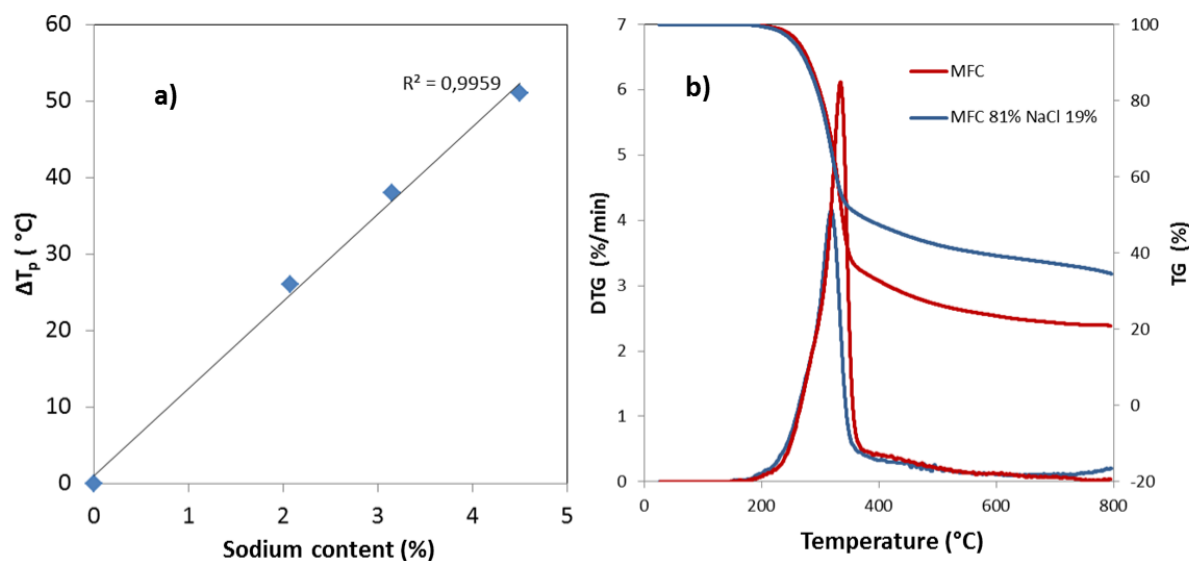 a)
R² = 0,9959
60
50
40
30
20
10
0
ΔTₚ ( °C)
0 1 2 3 4 5
Sodium content (%)
b)
MFC
MFC 81% NaCl 19%
7
6
5
4
3
2
1
0
DTG (%/min)
100
80
60
40
20
0
-20
TG (%)
0 200 400 600 800
Temperature (°C)